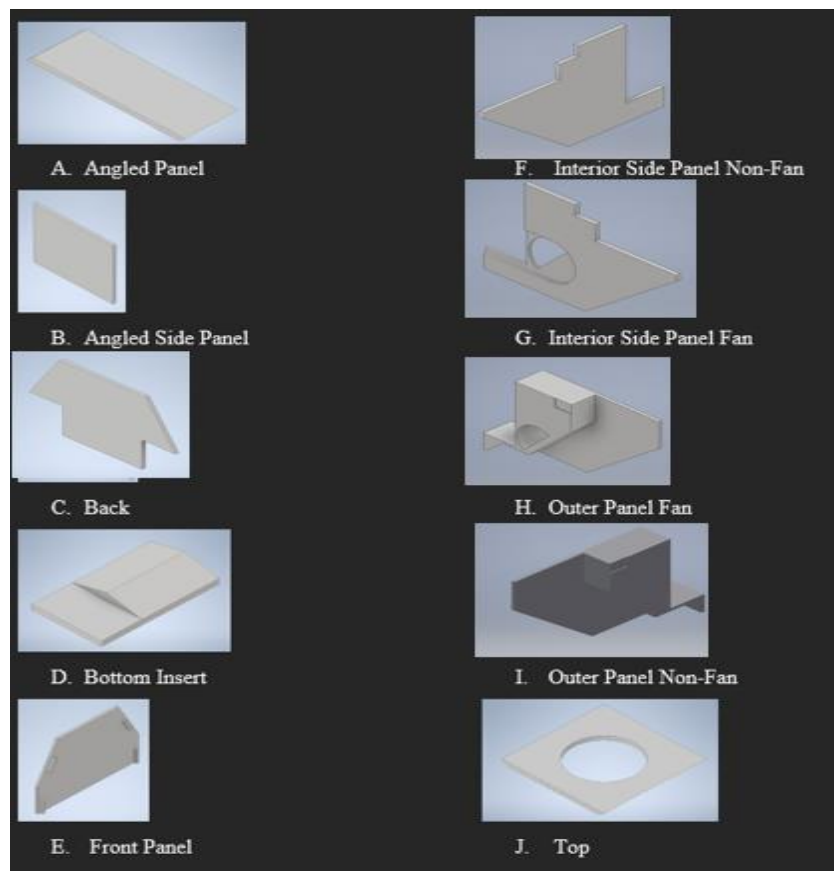 A. Angled Panel
B. Angled Side Panel
C. Back
D. Bottom Insert
E. Front Panel
F. Interior Side Panel Non-Fan
G. Interior Side Panel Fan
H. Outer Panel Fan
I. Outer Panel Non-Fan
J. Top